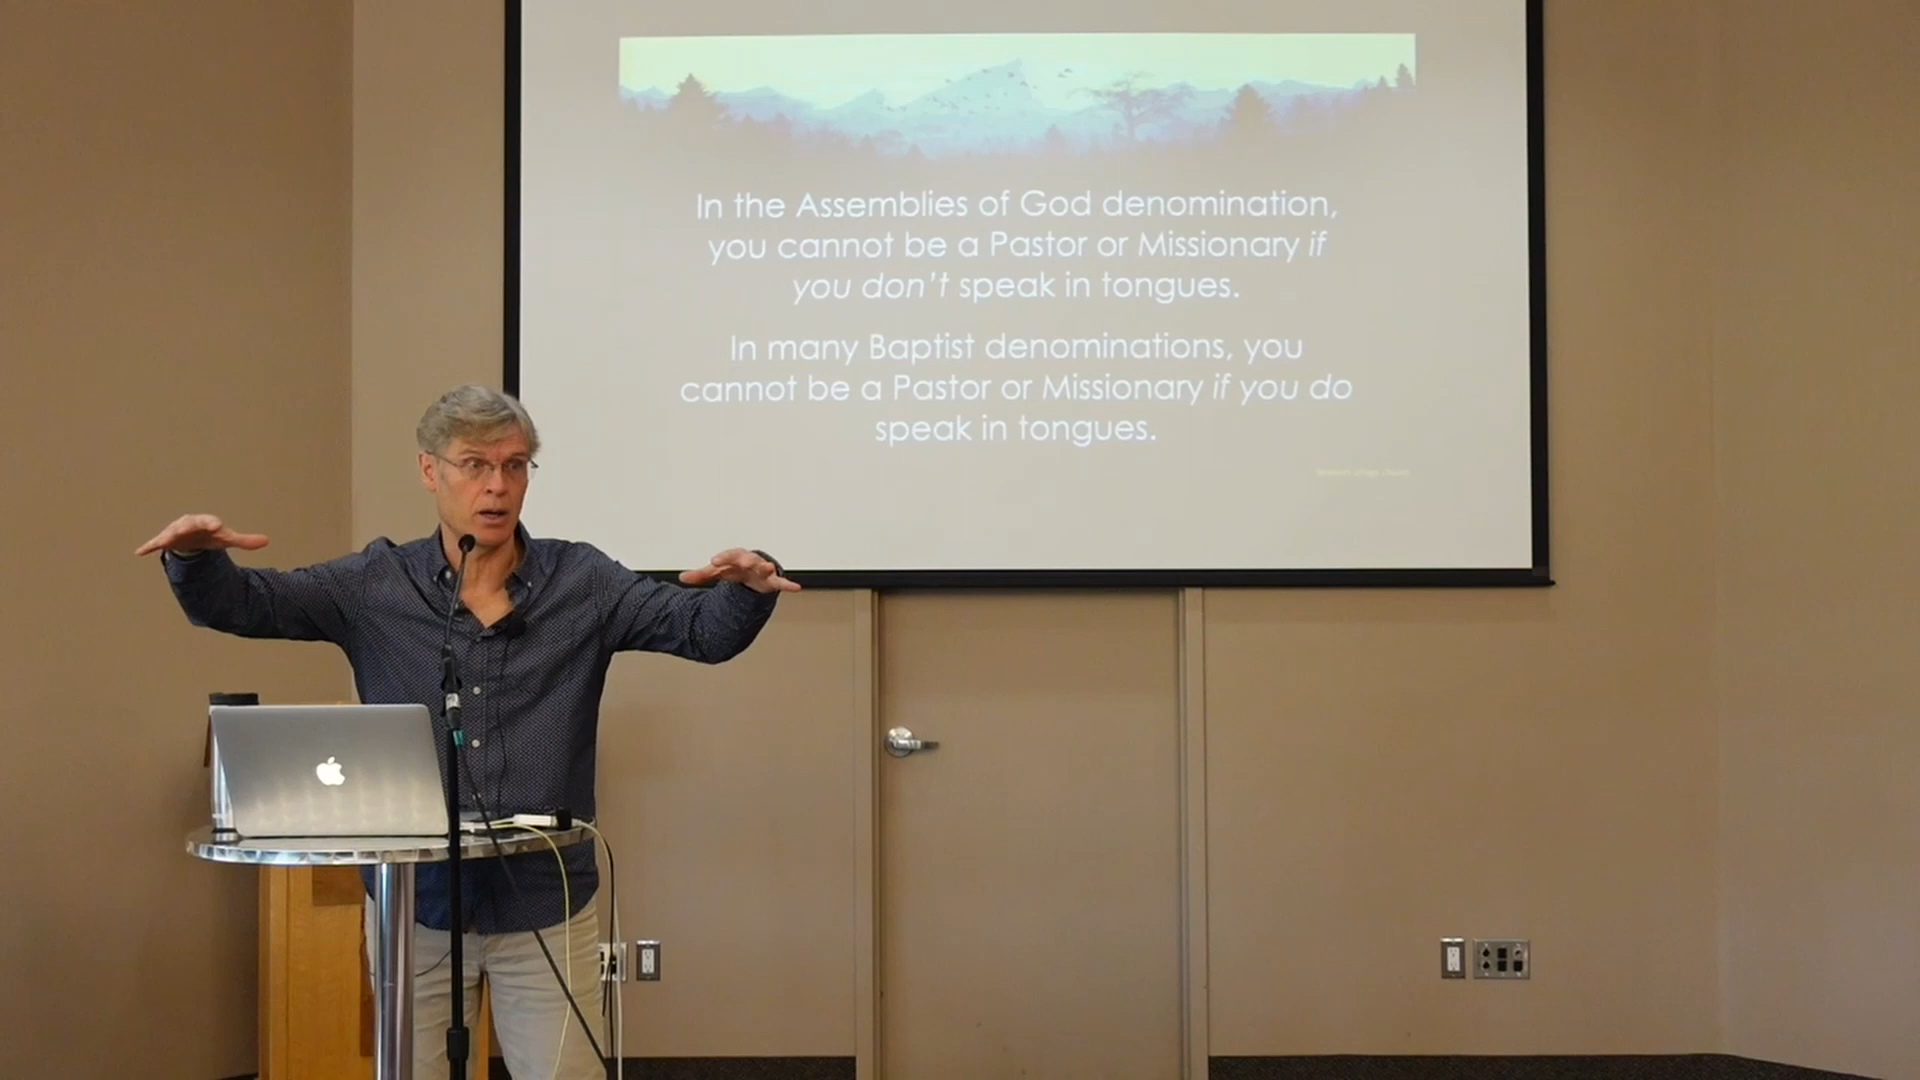 In the Assemblies of God denomination,
you cannot be a Pastor or Missionary if
you don't speak in tongues.
In many Baptist denominations, you
cannot be a Pastor or Missionary if you do
speak in tongues.